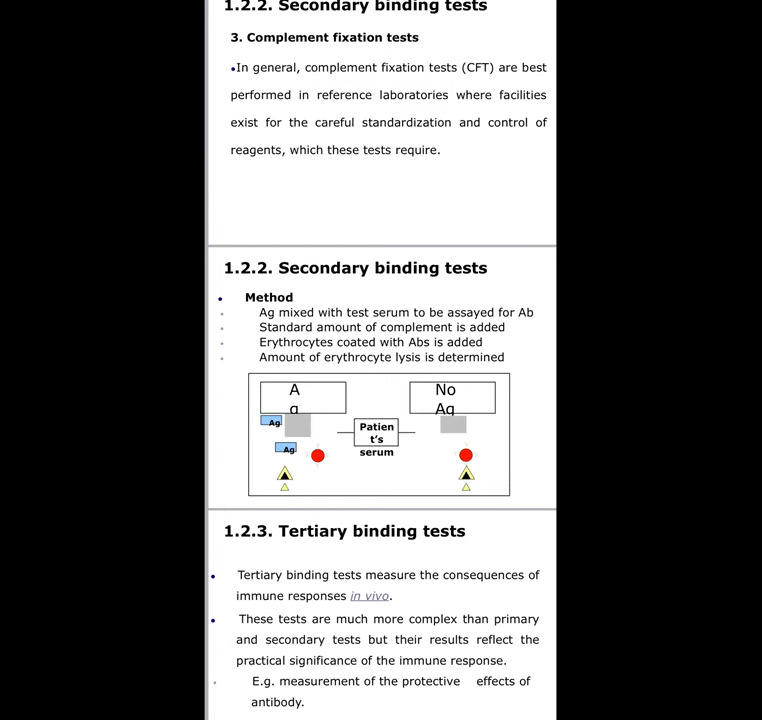 1.2.2. Secondary binding tests
3. Complement fixation tests
•In general, complement fixation tests (CFT) are best
performed in reference laboratories where facilities
exist for the careful standardization and control of
reagents, which these tests require.
1.2.2. Secondary binding tests
• Method
• Ag mixed with test serum to be assayed for Ab
• Standard amount of complement is added
• Erythrocytes coated with Abs is added
• Amount of erythrocyte lysis is determined
A
g
No
Ag
Ag
Patien
t's
serum
Ag
1.2.3. Tertiary binding tests
• Tertiary binding tests measure the consequences of
immune responses in vivo.
• These tests are much more complex than primary
and secondary tests but their results reflect the
practical significance of the immune response.
• E.g. measurement of the protective effects of
antibody.